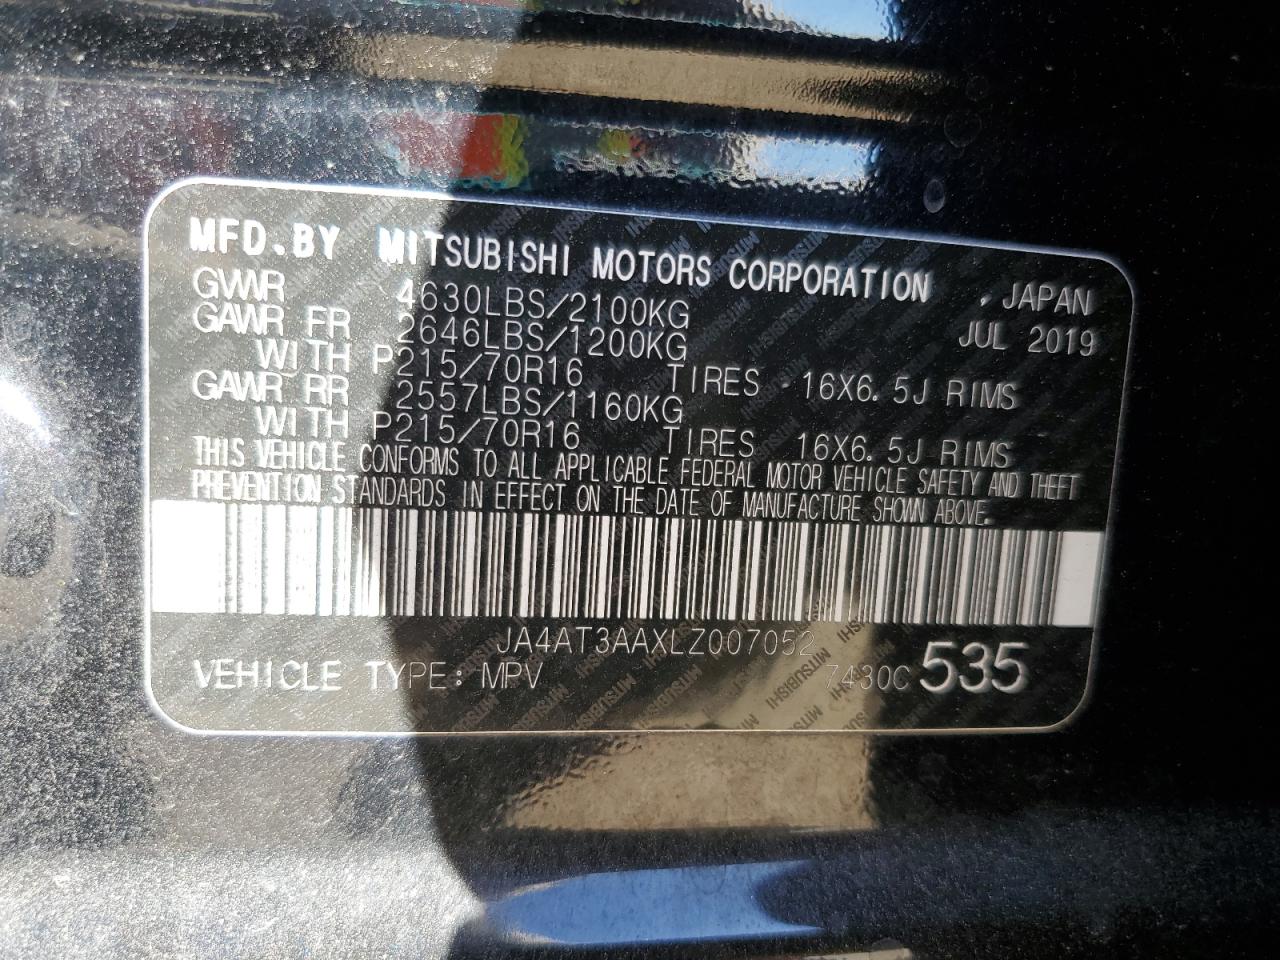 MFD.BY MITSUBISHI MOTORS CORPORATION . JAPAN
GVWR 4630LBS/2100KG JUL 2019
GAWR FR 2646LBS/1200KG
WITH P215/70R16 TIRES 16X6.5J RIMS
GAWR RR 2557LBS/1160KG
WITH P215/70R16 TIRES 16X6.5J RIMS
THIS VEHICLE CONFORMS TO ALL APPLICABLE FEDERAL MOTOR VEHICLE SAFETY AND THEFT
PREVENTION STANDARDS IN EFFECT ON THE DATE OF MANUFACTURE SHOWN ABOVE.
JA4AT3AAXLZ007052
VEHICLE TYPE: MPV 7430C 535